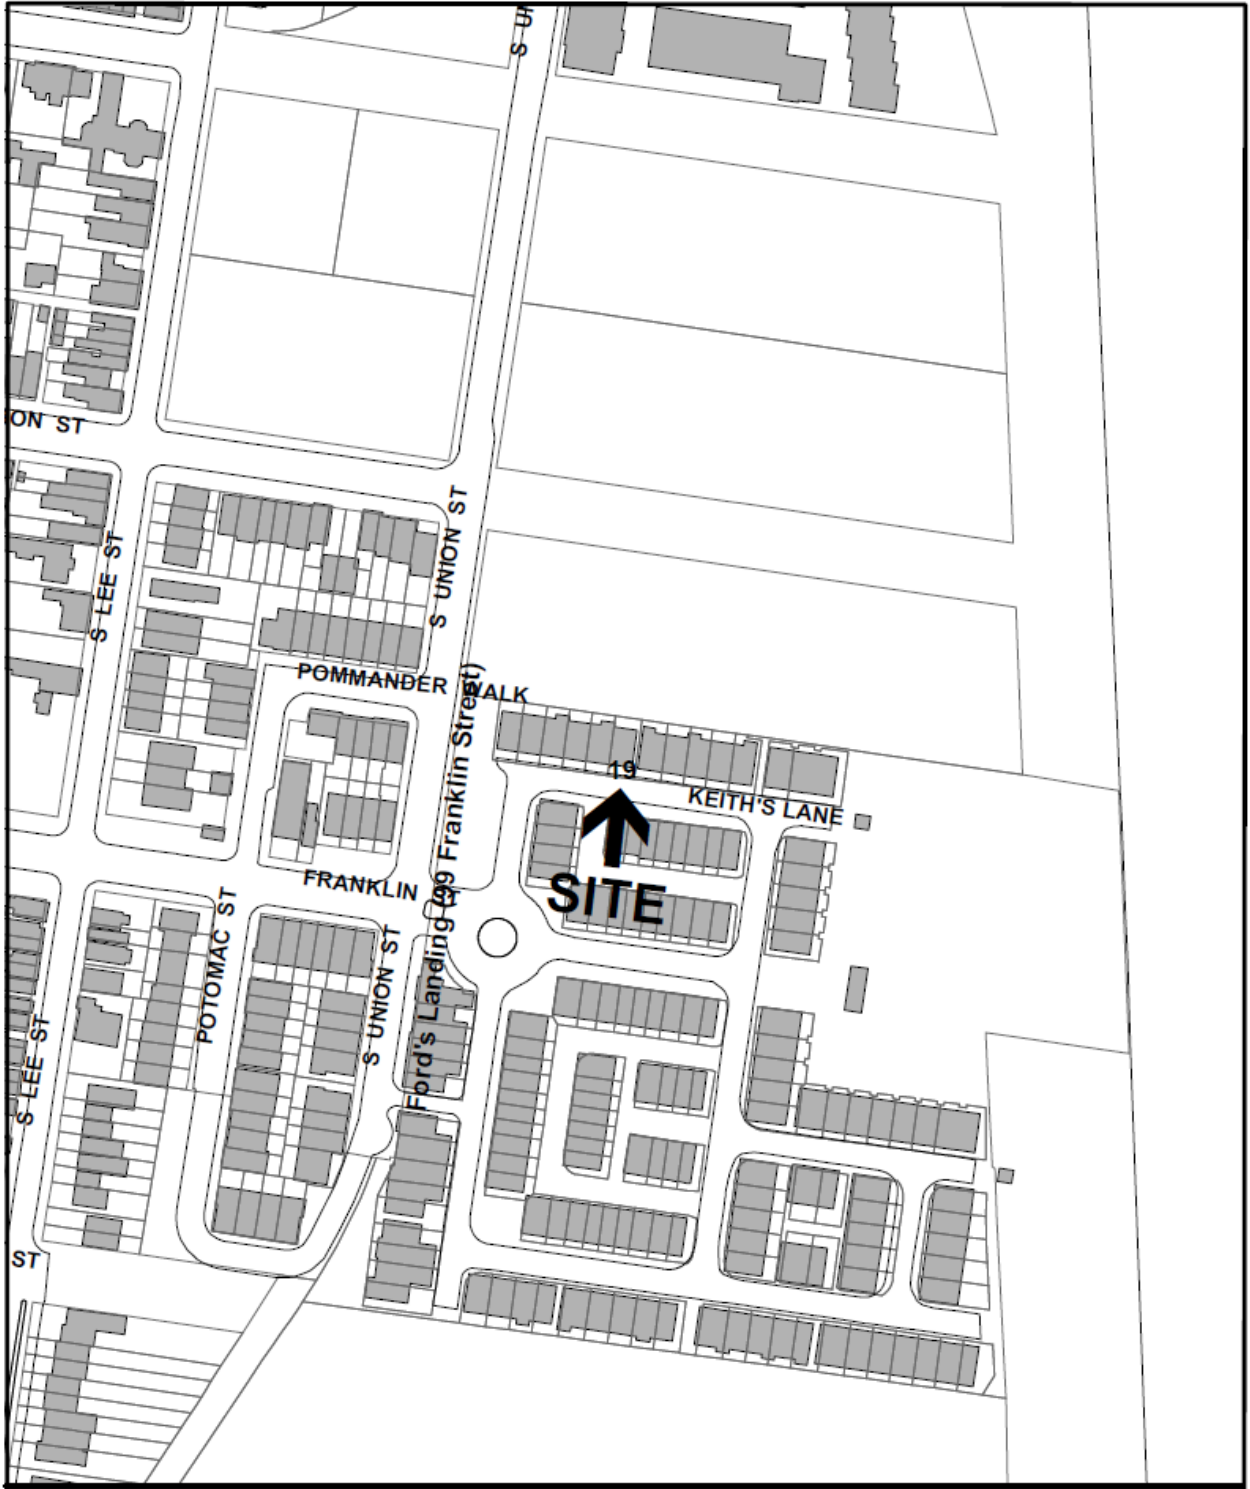 S UN
ON ST
S UNION ST
S LEE ST
POMMANDER WALK
19
KEITH'S LANE
SITE
FRANKLIN ST
Ford's Landing (99 Franklin Street)
POTOMAC ST
S UNION ST
S LEE ST
ST